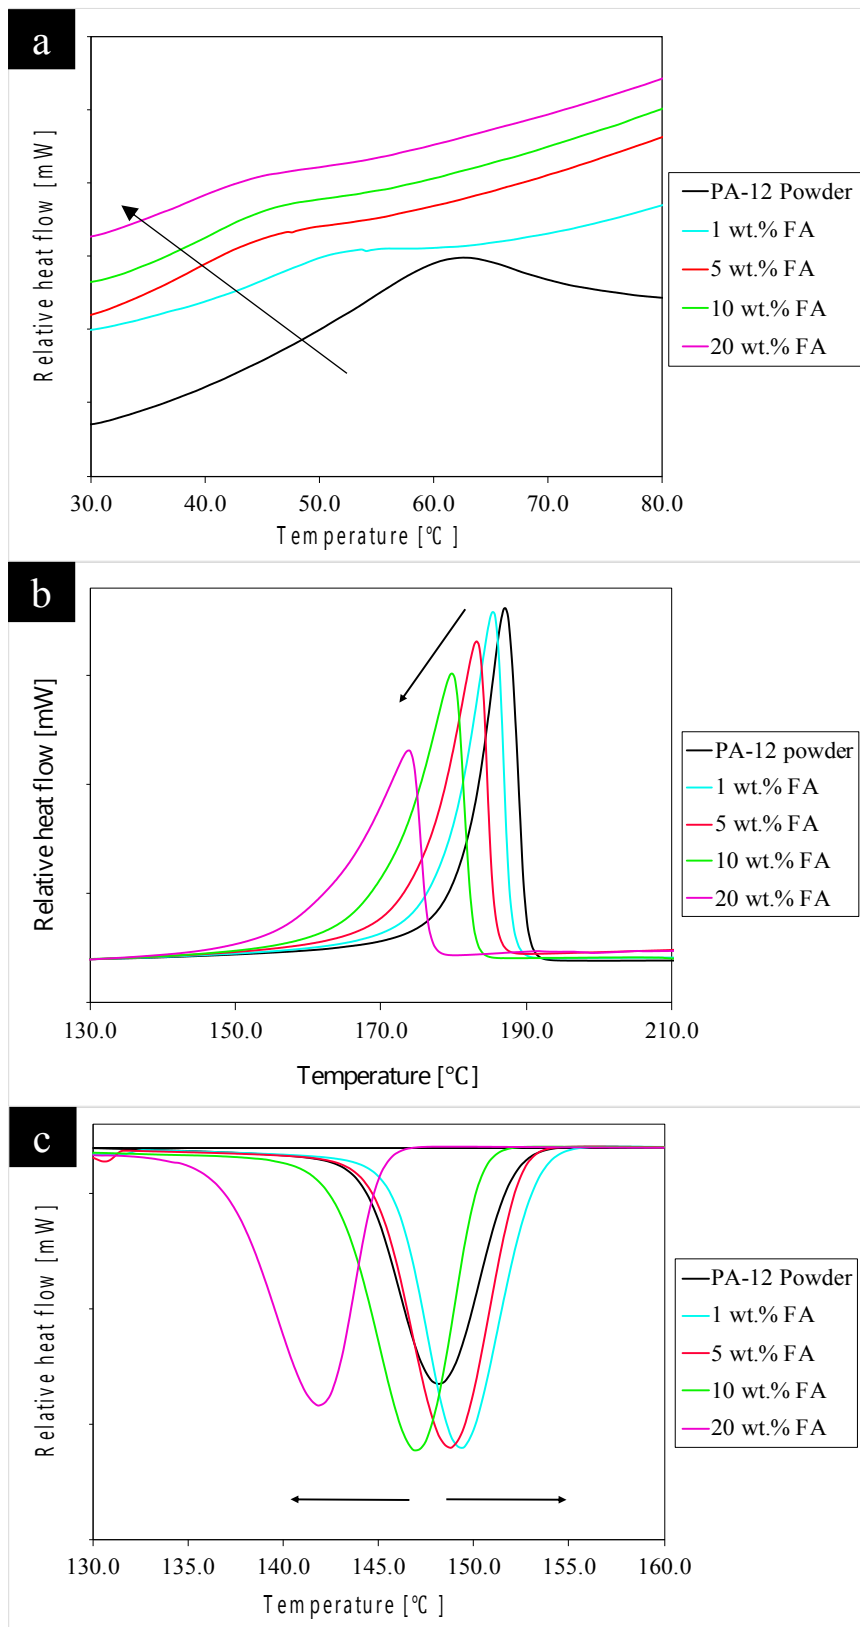 a
Relative heat flow [mW]
30.0 40.0 50.0 60.0 70.0 80.0
Temperature [°C]
PA-12 Powder
1 wt.% FA
5 wt.% FA
10 wt.% FA
20 wt.% FA
b
Relative heat flow [mW]
130.0 150.0 170.0 190.0 210.0
Temperature [°C]
PA-12 powder
1 wt.% FA
5 wt.% FA
10 wt.% FA
20 wt.% FA
c
Relative heat flow [mW]
130.0 135.0 140.0 145.0 150.0 155.0 160.0
Temperature [°C]
PA-12 Powder
1 wt.% FA
5 wt.% FA
10 wt.% FA
20 wt.% FA